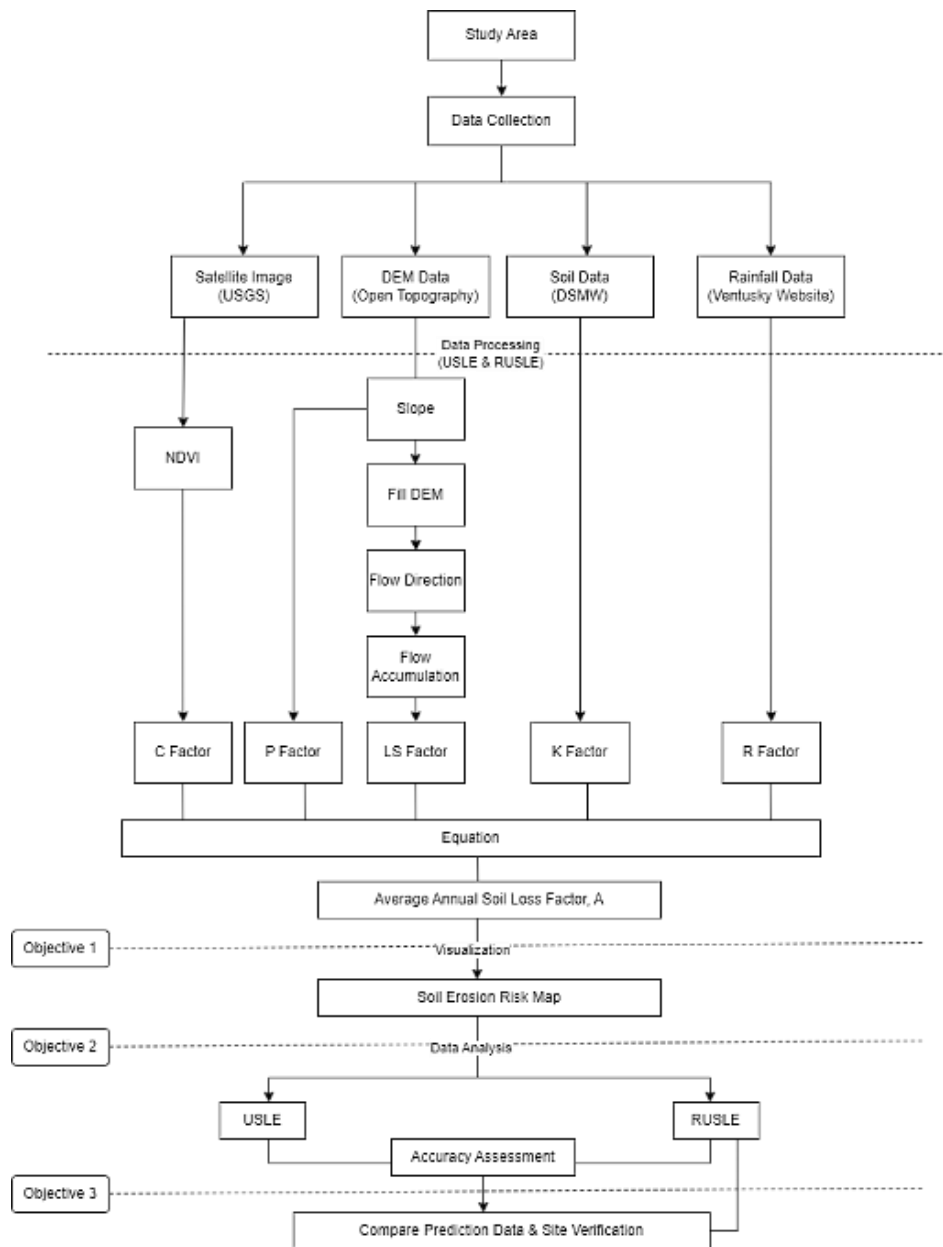 Study Area
Data Collection
Satellite Image
(USGS)
DEM Data
(Open Topography)
Soil Data
(DSMW)
Rainfall Data
(Ventusky Website)
Data Processing
(USLE & RUSLE)
Slope
NDVI
Fill DEM
Flow Direction
Flow
Accumulation
C Factor
P Factor
LS Factor
K Factor
R Factor
Equation
Average Annual Soil Loss Factor, A
Objective 1
Visualization
Soil Erosion Risk Map
Objective 2
Data Analysis
USLE
RUSLE
Accuracy Assessment
Objective 3
Compare Prediction Data & Site Verification